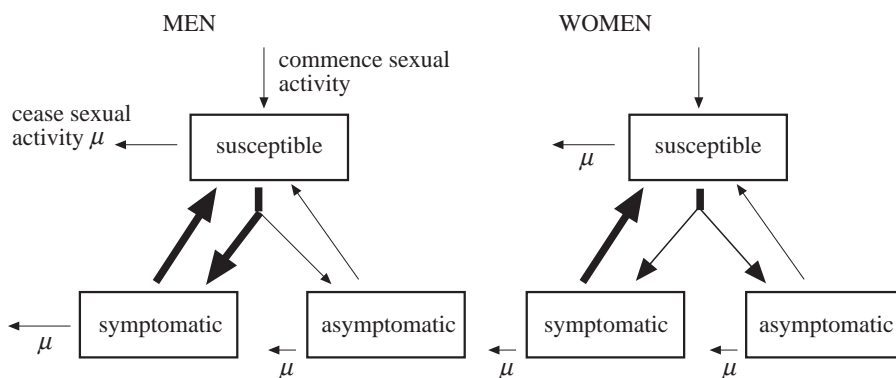 MEN
WOMEN
commence sexual
activity
cease sexual
activity μ
susceptible
susceptible
μ
symptomatic
asymptomatic
symptomatic
asymptomatic
μ
μ
μ
μ